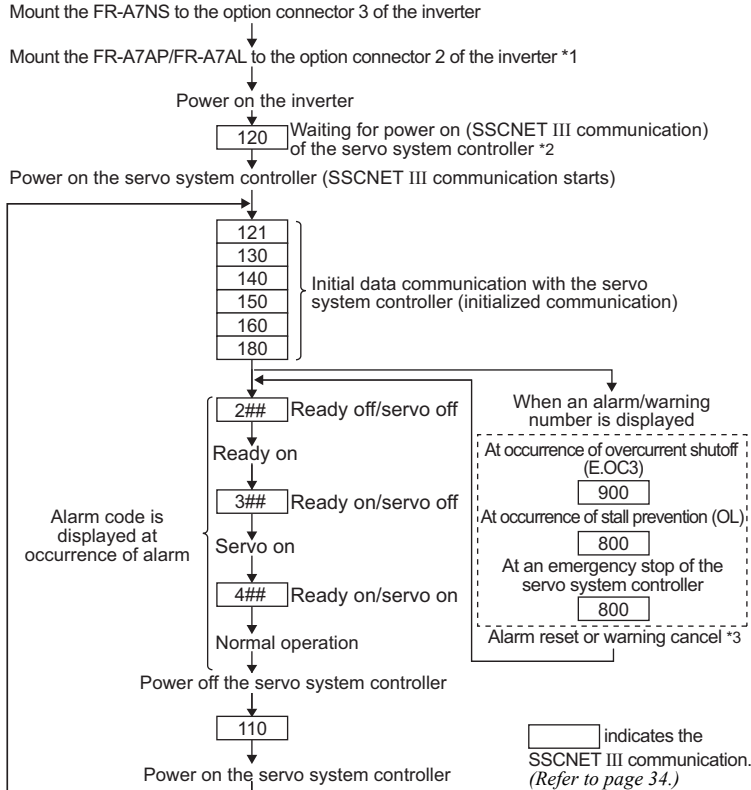 Mount the FR-A7NS to the option connector 3 of the inverter
Mount the FR-A7AP/FR-A7AL to the option connector 2 of the inverter *1
Power on the inverter
120
Waiting for power on (SSCNET III communication)
of the servo system controller *2
Power on the servo system controller (SSCNET III communication starts)
121
130
140
150
160
180
Initial data communication with the servo
system controller (initialized communication)
2##
Ready off/servo off
Ready on
3##
Ready on/servo off
Servo on
4##
Ready on/servo on
Normal operation
Alarm code is
displayed at
occurrence of alarm
When an alarm/warning
number is displayed
At occurrence of overcurrent shutoff
(E.OC3)
900
At occurrence of stall prevention (OL)
800
At an emergency stop of the
servo system controller
800
Alarm reset or warning cancel *3
Power off the servo system controller
110
Power on the servo system controller
indicates the
SSCNET III communication.
(Refer to page 34.)